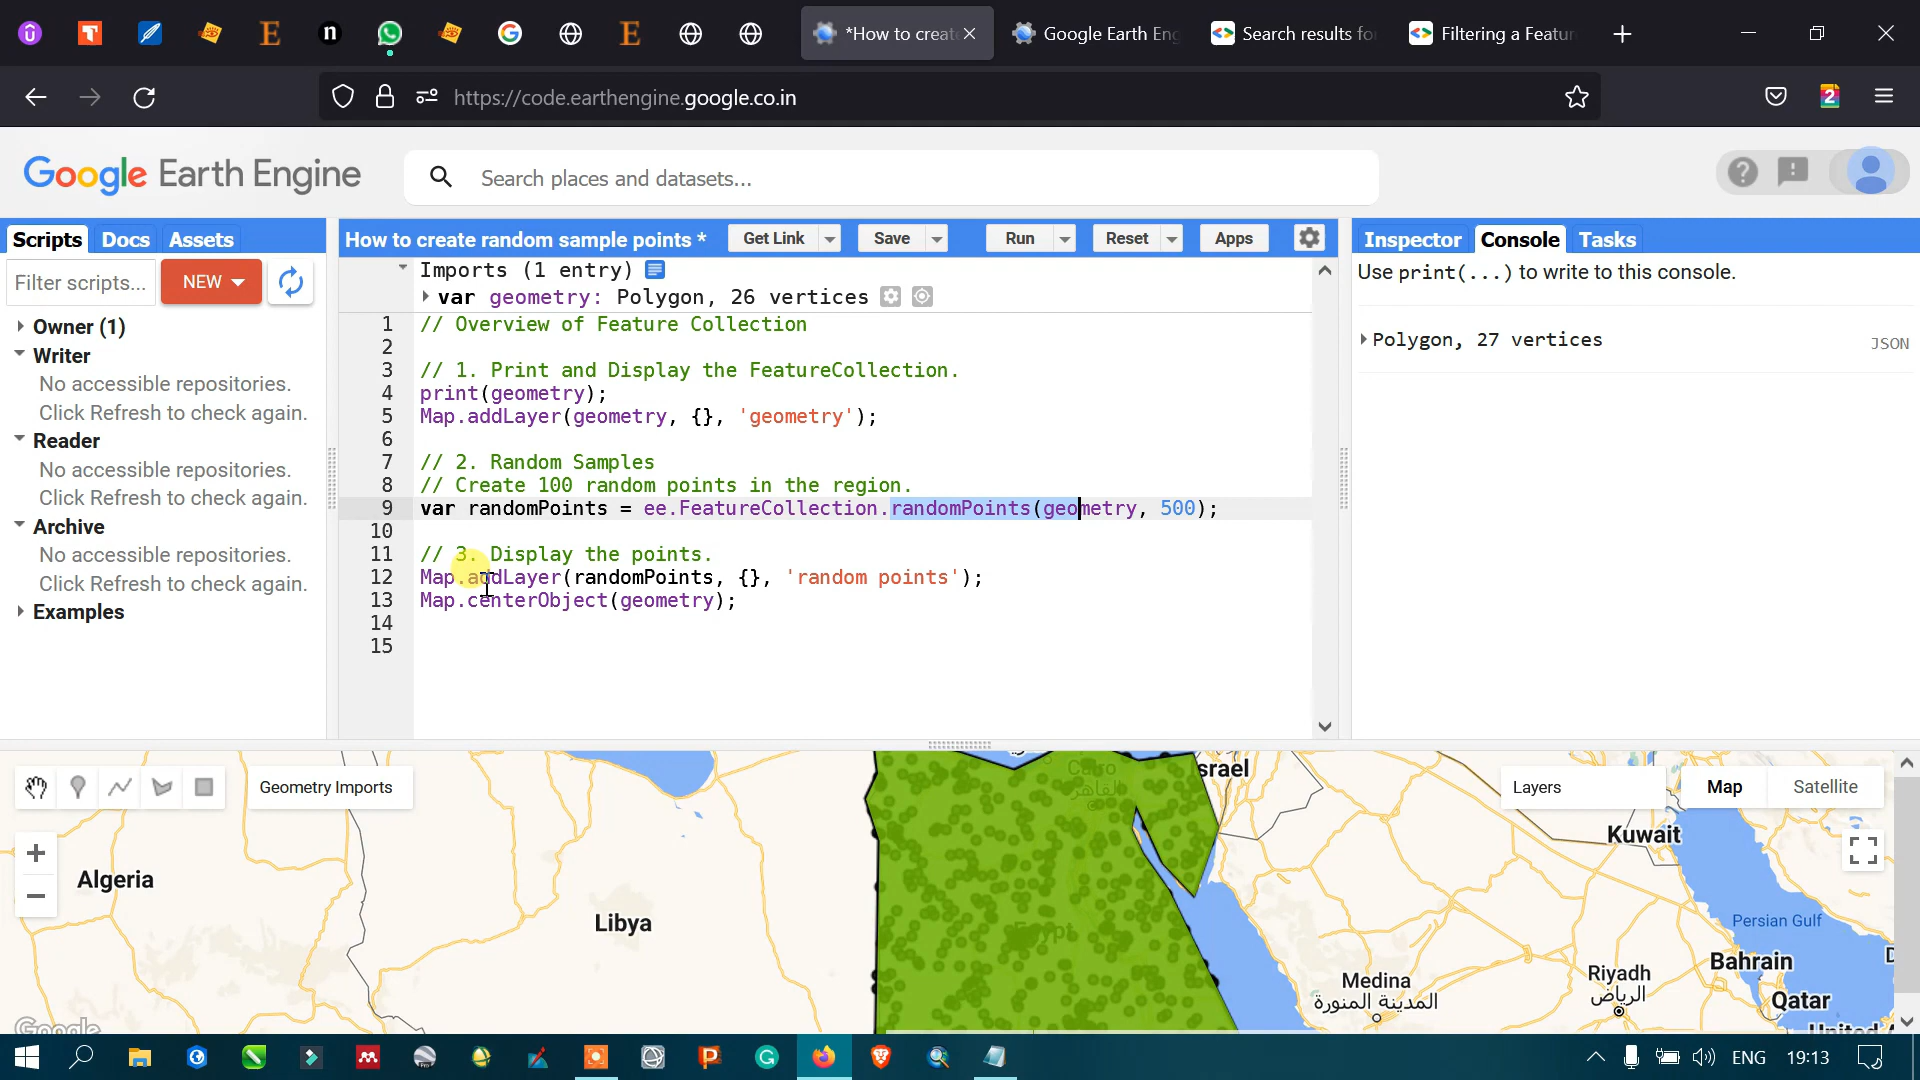 *How to creat
Google Earth Eng
Search results fo
Filtering a Featur
https://code.earthengine.google.co.in
2
Google Earth Engine
Search places and datasets...
Scripts Docs Assets
Filter scripts...
NEW
Owner (1)
Writer
No accessible repositories.
Click Refresh to check again.
Reader
No accessible repositories.
Click Refresh to check again.
Archive
No accessible repositories.
Click Refresh to check again.
Examples
How to create random sample points *
Get Link
Save
Run
Reset
Apps
Imports (1 entry)
var geometry: Polygon, 26 vertices
1 // Overview of Feature Collection
2
3 // 1. Print and Display the FeatureCollection.
4 print(geometry);
5 Map.addLayer(geometry, {}, 'geometry');
6
7 // 2. Random Samples
8 // Create 100 random points in the region.
9 var randomPoints = ee.FeatureCollection.randomPoints(geometry, 500);
10
11 // 3. Display the points.
12 Map.addLayer(randomPoints, {}, 'random points');
13 Map.centerObject(geometry);
14
15
Inspector Console Tasks
Use print(...) to write to this console.
Polygon, 27 vertices
JSON
Geometry Imports
Layers
Map
Satellite
Algeria
Libya
Cairo
القاهرة
Egypt
srael
Kuwait
Persian Gulf
Bahrain
Medina
المدينة المنورة
Riyadh
الرياض
Qatar
Google
ENG
19:13